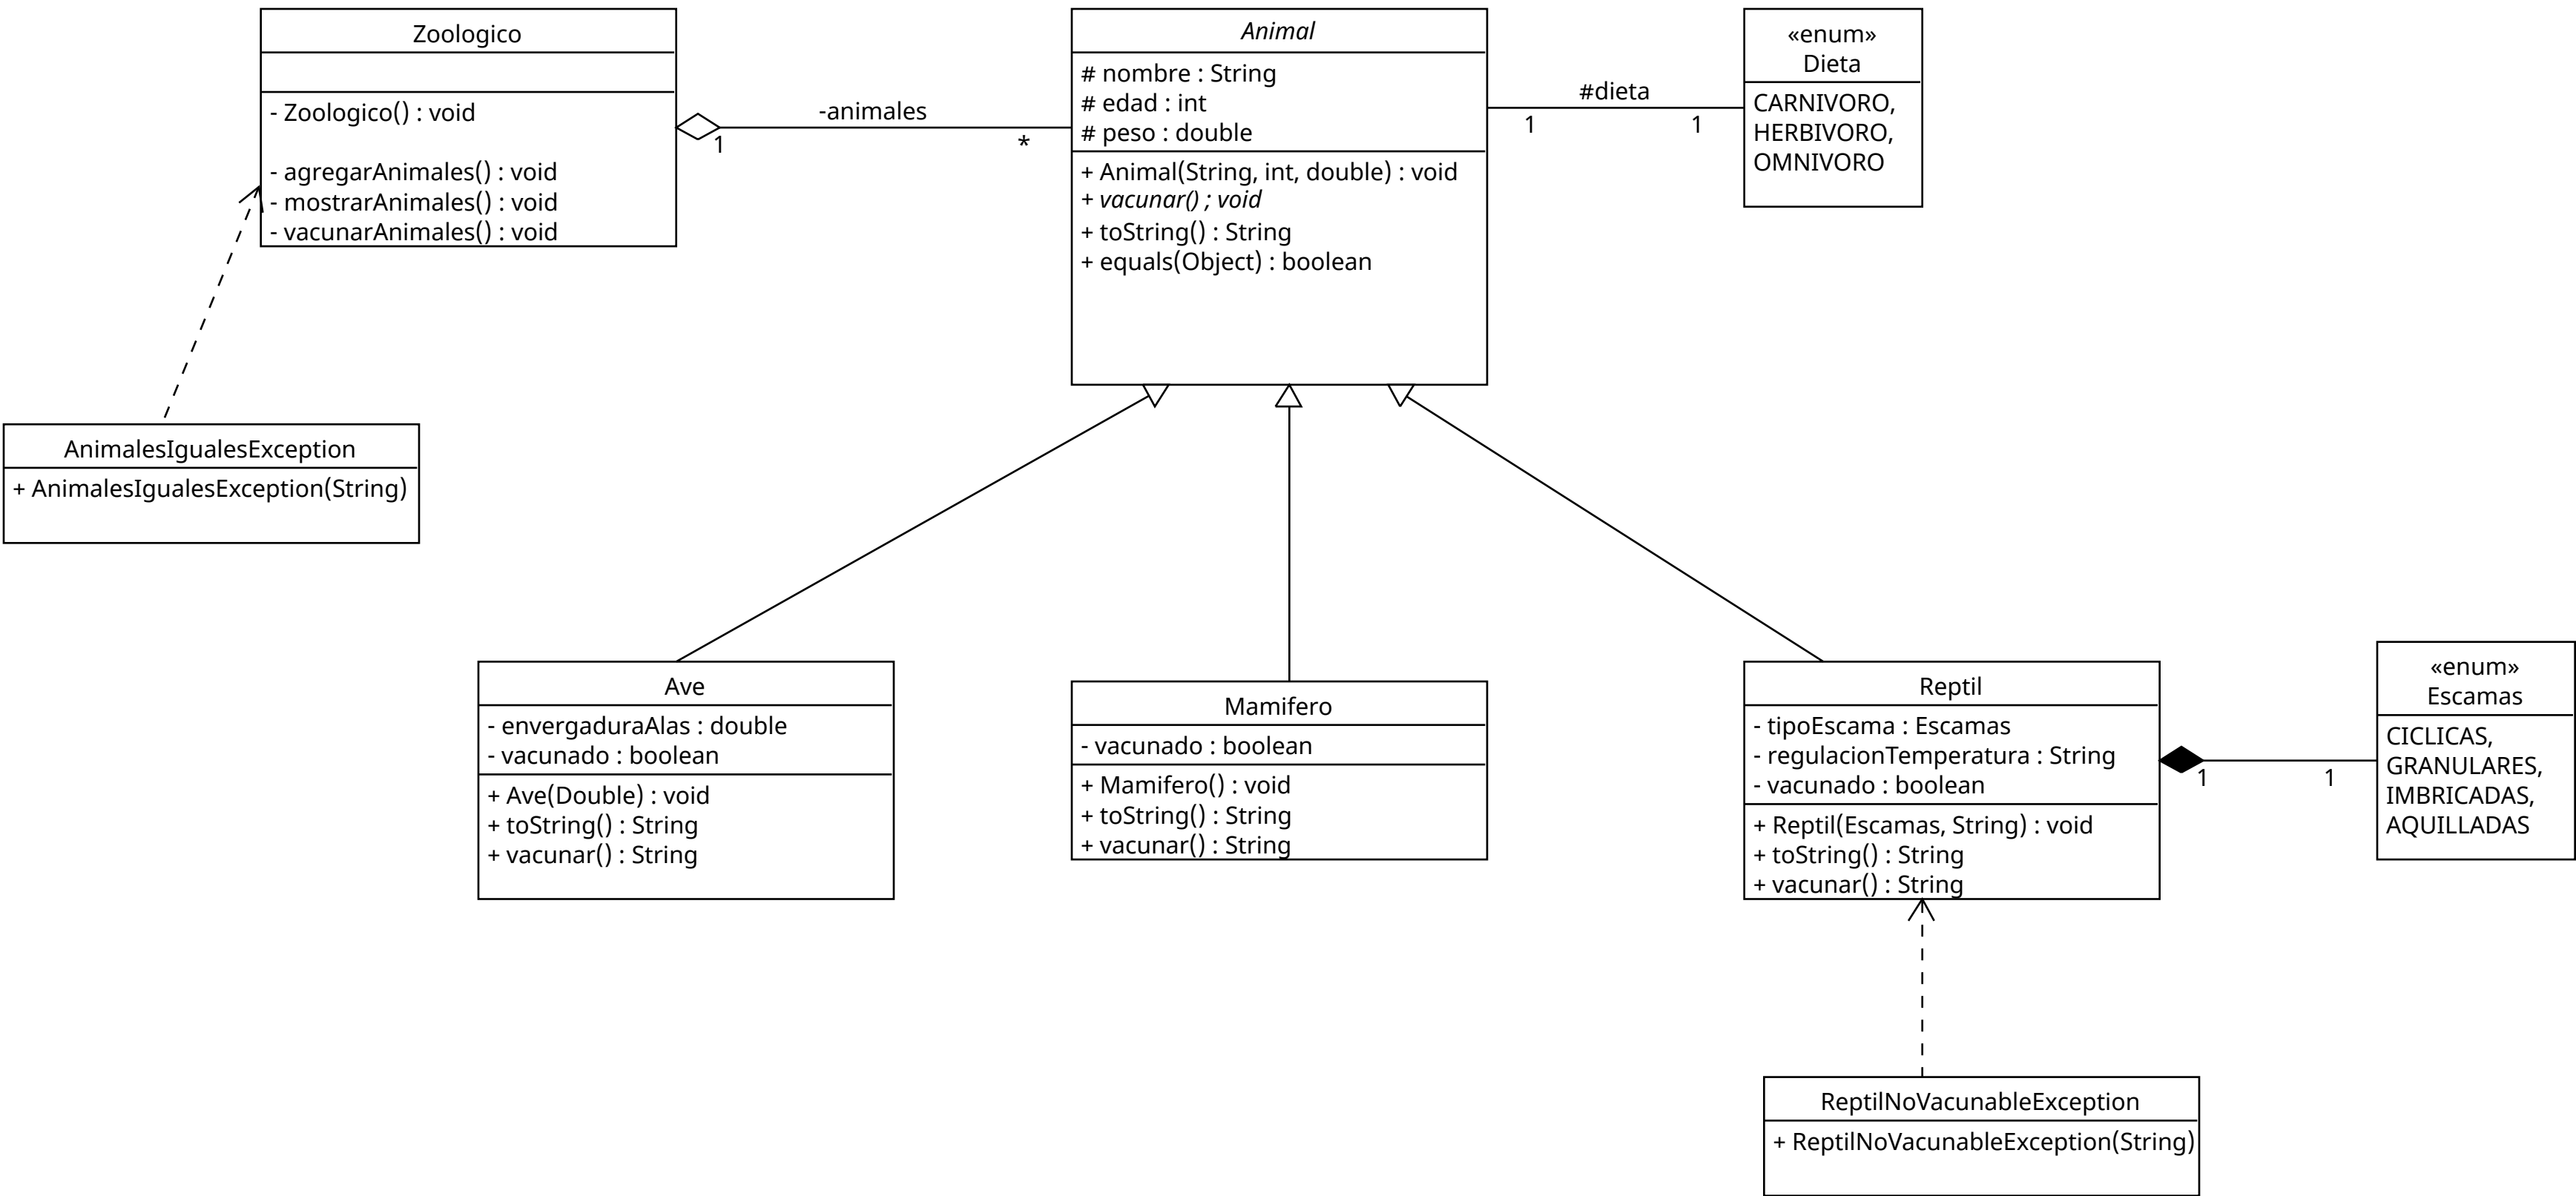 Zoologico
- Zoologico() : void
- agregarAnimales() : void
- mostrarAnimales() : void
- vacunarAnimales() : void
-animales
1
*
Animal
# nombre : String
# edad : int
# peso : double
+ Animal(String, int, double) : void
+ vacunar() ; void
+ toString() : String
+ equals(Object) : boolean
#dieta
1
1
«enum»
Dieta
CARNIVORO,
HERBIVORO,
OMNIVORO
AnimalesIgualesException
+ AnimalesIgualesException(String)
Ave
- envergaduraAlas : double
- vacunado : boolean
+ Ave(Double) : void
+ toString() : String
+ vacunar() : String
Mamifero
- vacunado : boolean
+ Mamifero() : void
+ toString() : String
+ vacunar() : String
Reptil
- tipoEscama : Escamas
- regulacionTemperatura : String
- vacunado : boolean
+ Reptil(Escamas, String) : void
+ toString() : String
+ vacunar() : String
1
1
«enum»
Escamas
CICLICAS,
GRANULARES,
IMBRICADAS,
AQUILLADAS
ReptilNoVacunableException
+ ReptilNoVacunableException(String)